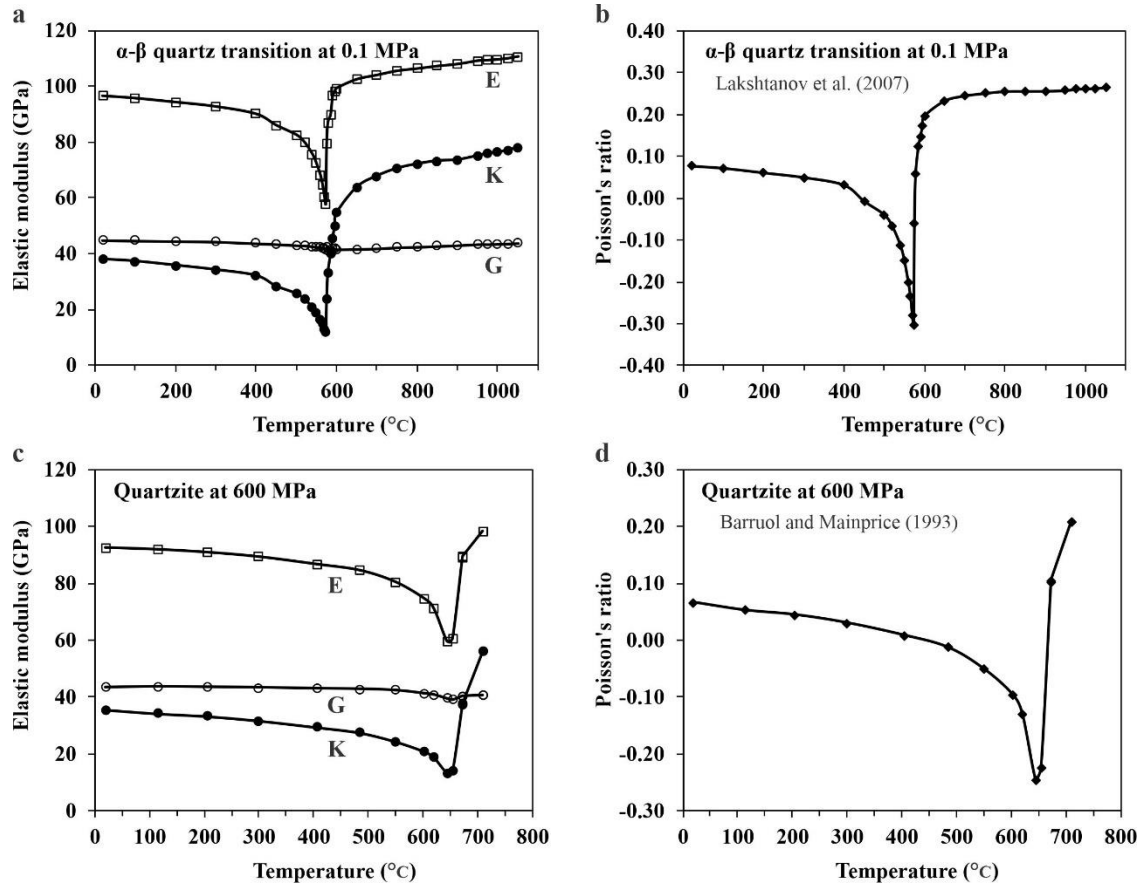 a
α-β quartz transition at 0.1 MPa
Elastic modulus (GPa)
120
100
80
60
40
20
0
E
K
G
0 200 400 600 800 1000
Temperature (°C)
b
α-β quartz transition at 0.1 MPa
Lakshtanov et al. (2007)
Poisson's ratio
0.40
0.30
0.20
0.10
0.00
-0.10
-0.20
-0.30
-0.40
0 200 400 600 800 1000
Temperature (°C)
c
Quartzite at 600 MPa
Elastic modulus (GPa)
120
100
80
60
40
20
0
E
G
K
0 100 200 300 400 500 600 700 800
Temperature (°C)
d
Quartzite at 600 MPa
Barruol and Mainprice (1993)
Poisson's ratio
0.30
0.20
0.10
0.00
-0.10
-0.20
-0.30
0 100 200 300 400 500 600 700 800
Temperature (°C)